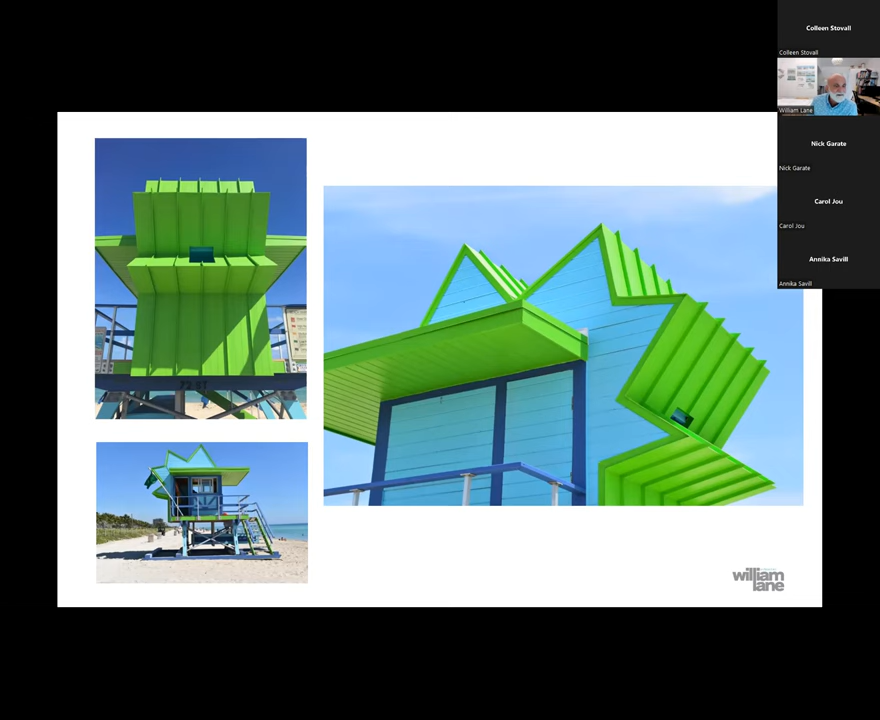 Colleen Stovall
Colleen Stovall
William Lane
Nick Garate
Nick Garate
Carol Jou
Carol Jou
Annika Savill
Annika Savill
william
lane